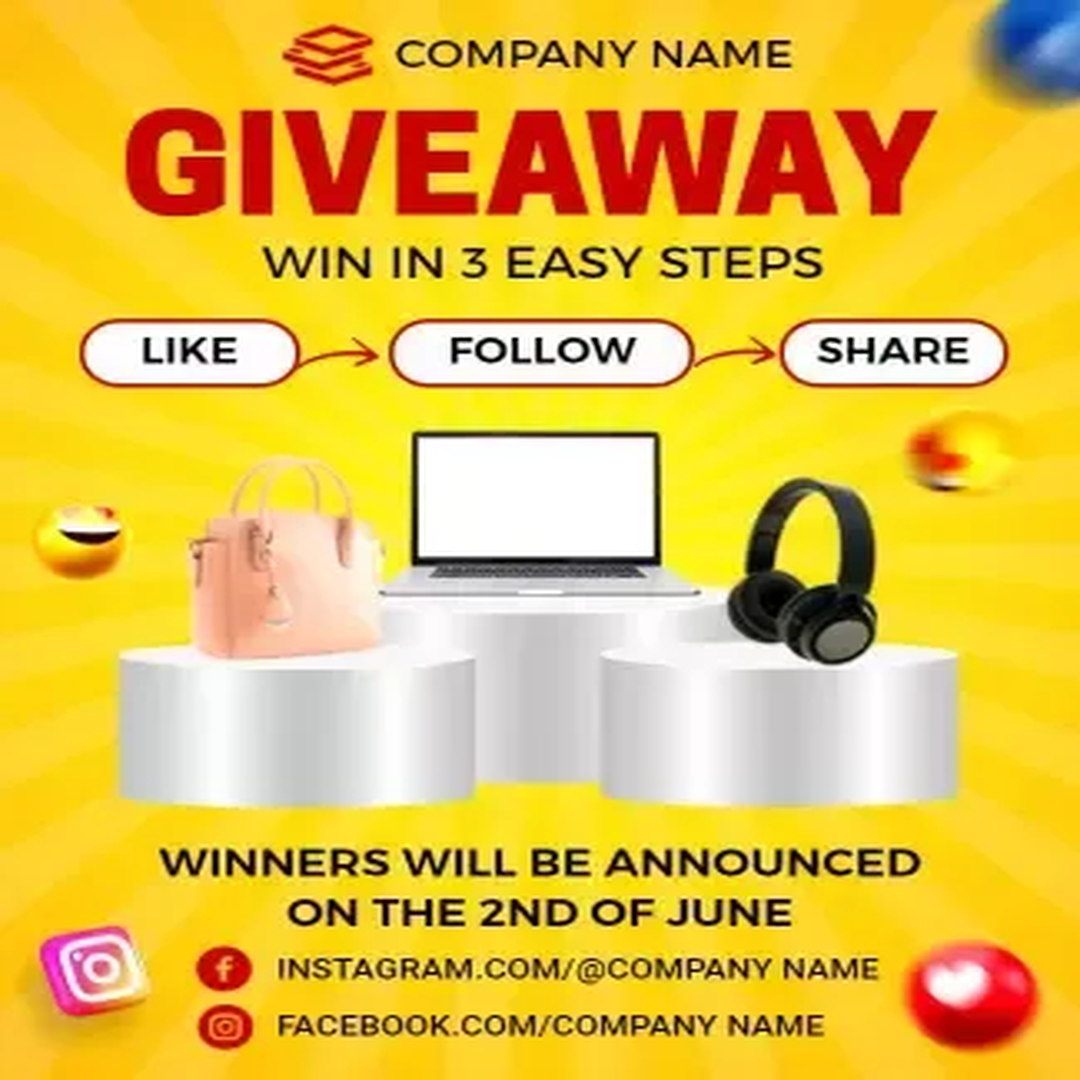 COMPANY NAME
GIVEAWAY
WIN IN 3 EASY STEPS
LIKE FOLLOW SHARE
WINNERS WILL BE ANNOUNCED
ON THE 2ND OF JUNE
INSTAGRAM.COM/@COMPANY NAME
FACEBOOK.COM/COMPANY NAME